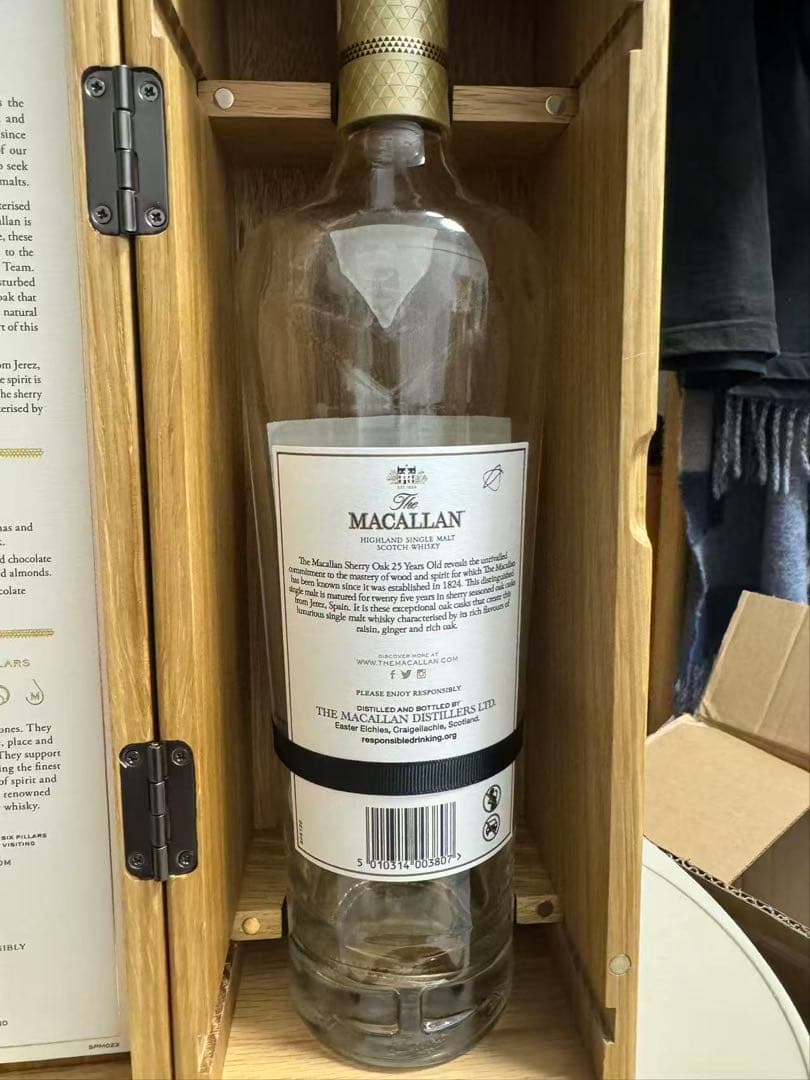 s the
and
since
f our
o seek
malts.
terised
allan is
e, these
to the
Team.
sturbed
oak that
natural
t of this
om Jerez,
e spirit is
he sherry
terised by
nas and
d chocolate
d almonds.
colate
LARS
ones. They
, place and
They support
ing the finest
of spirit and
renowned
whisky.
SIX PILLARS
VISITING
OM
SIBLY
SPM023
EST. 1824
The
MACALLAN
HIGHLAND SINGLE MALT
SCOTCH WHISKY
The Macallan Sherry Oak 25 Years Old reveals the unrivalled
commitment to the mastery of wood and spirit for which The Macallan
has been known since it was established in 1824. This distinguished
single malt is matured for twenty five years in sherry seasoned oak casks
from Jerez, Spain. It is these exceptional oak casks that create this
luxurious single malt whisky characterised by its rich flavours of
raisin, ginger and rich oak.
DISCOVER MORE AT
WWW.THEMACALLAN.COM
PLEASE ENJOY RESPONSIBLY
DISTILLED AND BOTTLED BY
THE MACALLAN DISTILLERS LTD.
Easter Elchies, Craigellachie, Scotland.
responsibledrinking.org
5 010314 003807 >